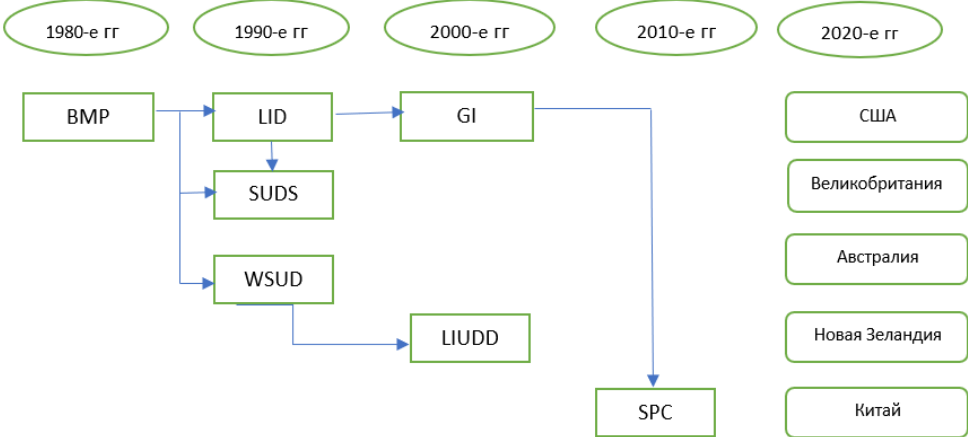 1980-е гг
1990-е гг
2000-е гг
2010-е гг
2020-е гг
BMP
LID
GI
США
SUDS
Великобритания
WSUD
Австралия
LIUDD
Новая Зеландия
SPC
Китай